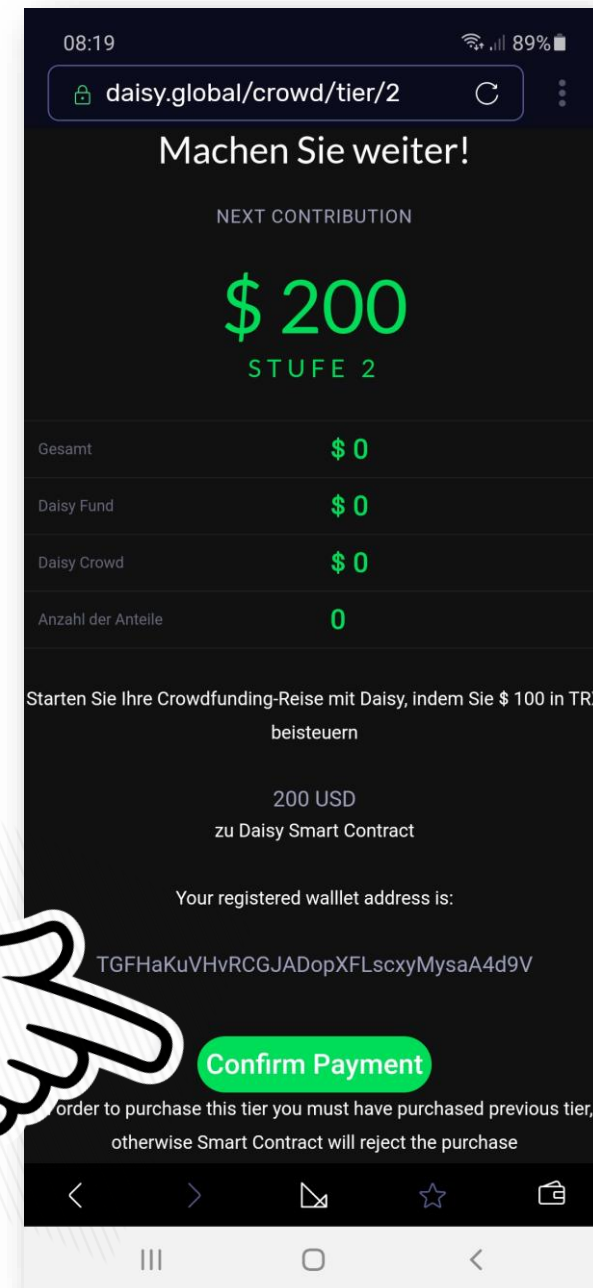 08:19 89%
daisy.global/crowd/tier/2
Machen Sie weiter!
NEXT CONTRIBUTION
$ 200
STUFE 2
Gesamt $ 0
Daisy Fund $ 0
Daisy Crowd $ 0
Anzahl der Anteile 0
Starten Sie Ihre Crowdfunding-Reise mit Daisy, indem Sie $ 100 in
beisteuern
200 USD
zu Daisy Smart Contract
Your registered walllet address is:
TGFHaKuVHvRCGJADopXFLscxyMysaA4d9V
Confirm Payment
order to purchase this tier you must have purchased previous tier,
otherwise Smart Contract will reject the purchase